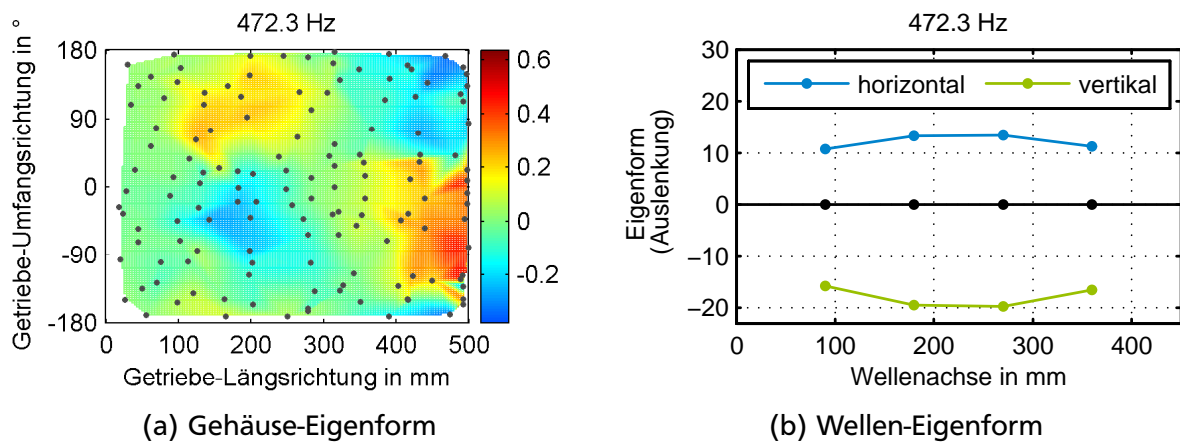 472.3 Hz
Getriebe-Umfangsrichtung in °
180
90
0
-90
-180
0
100
200
300
400
500
Getriebe-Längsrichtung in mm
0.6
0.4
0.2
0
-0.2
(a) Gehäuse-Eigenform
472.3 Hz
Eigenform
(Auslenkung)
30
20
10
0
−10
−20
horizontal
vertikal
0
100
200
300
400
Wellenachse in mm
(b) Wellen-Eigenform